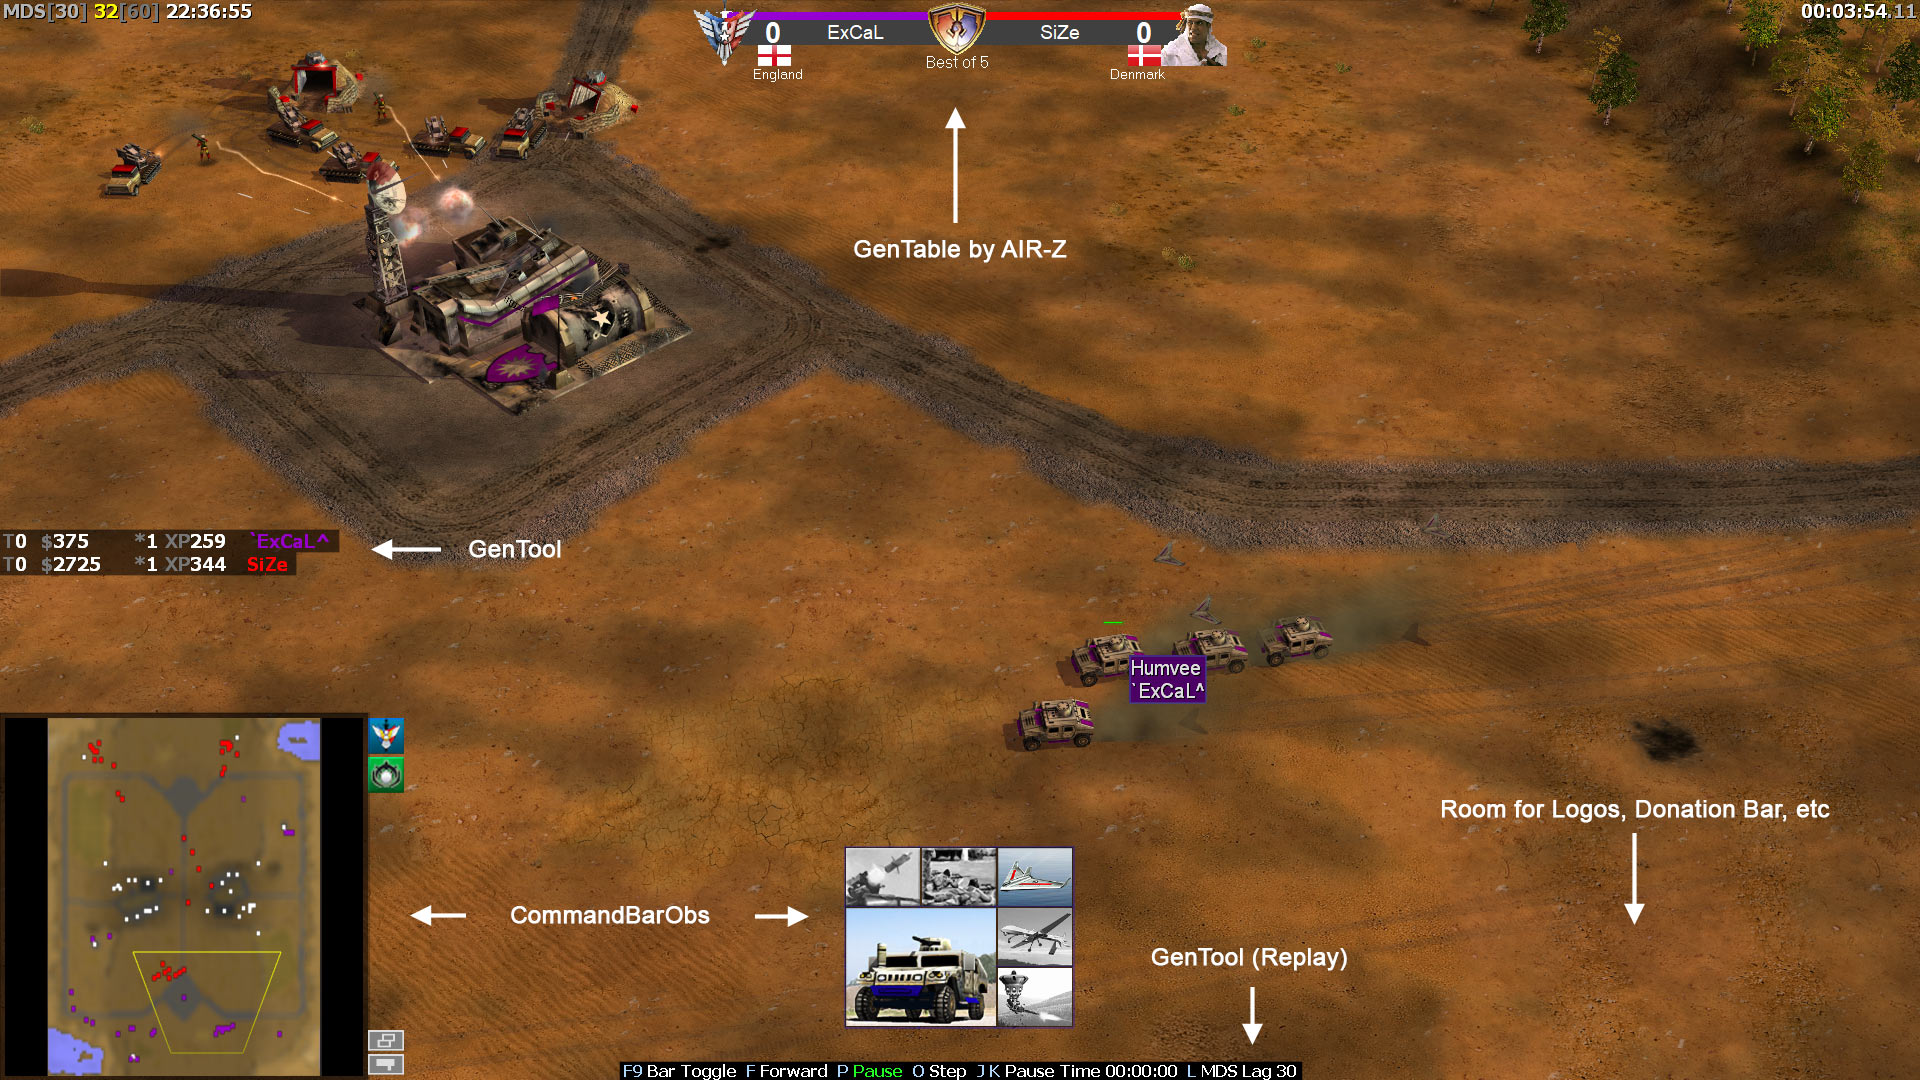 MDS[30] 32[60] 22:36:55
00:03:54.11
0 ExCaL SiZe 0
England
Best of 5
Denmark
GenTable by AIR-Z
T0 $375 *1 XP259 `ExCaL^
T0 $2725 *1 XP344 SiZe
GenTool
Humvee
`ExCaL^
Room for Logos, Donation Bar, etc
CommandBarObs
GenTool (Replay)
F9 Bar Toggle F Forward P Pause O Step J K Pause Time 00:00:00 L MDS Lag 30